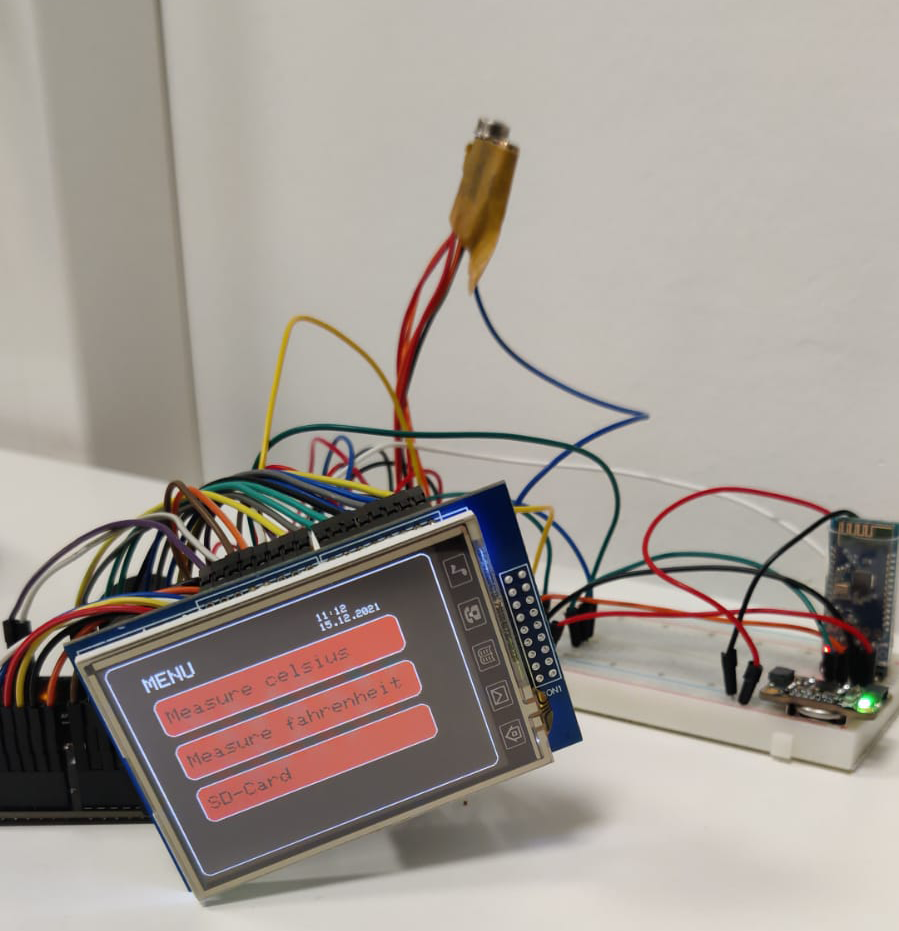 11:12
15.12.2021
MENU
Measure celsius
Measure fahrenheit
SD-Card